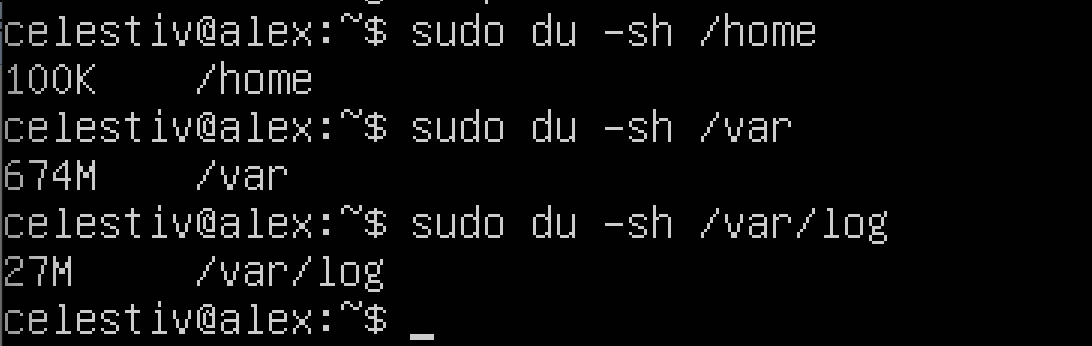 celestiv@alex:~$ sudo du -sh /home
100K    /home
celestiv@alex:~$ sudo du -sh /var
674M    /var
celestiv@alex:~$ sudo du -sh /var/log
27M     /var/log
celestiv@alex:~$ _